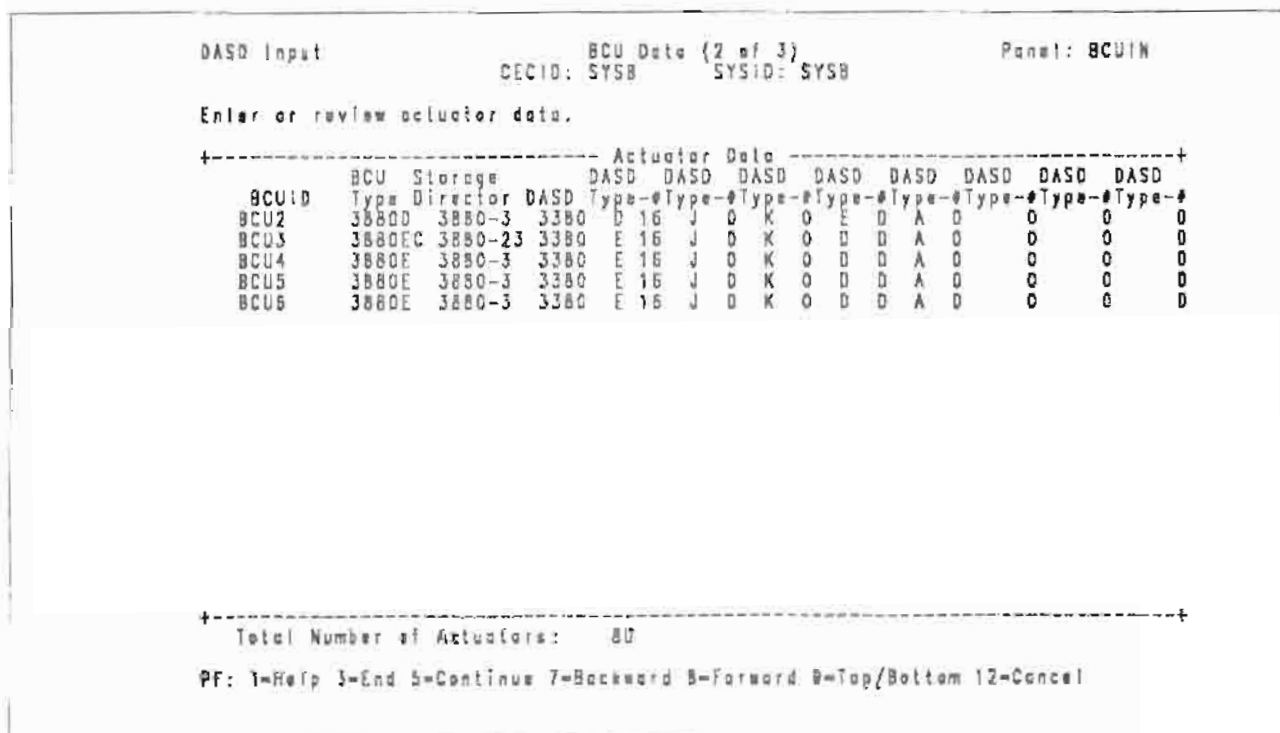 DASD Input BCU Data (2 of 3) Panel: BCUIN
CECID: SYSB SYSID: SYSB
Enter or review actuator data.
+------------------------------- Actuator Data -------------------------------+
BCU Storage DASD DASD DASD DASD DASD DASD DASD DASD
BCUID Type Director DASD Type-#Type-#Type-#Type-#Type-#Type-#Type-#Type-#
BCU2 3880D 3880-3 3380 D 16 J 0 K 0 E 0 A 0 0 0 0
BCU3 3880EC 3880-23 3380 E 16 J 0 K 0 D 0 A 0 0 0 0
BCU4 3880E 3880-3 3380 E 16 J 0 K 0 D 0 A 0 0 0 0
BCU5 3880E 3880-3 3380 E 16 J 0 K 0 D 0 A 0 0 0 0
BCU6 3880E 3880-3 3380 E 16 J 0 K 0 D 0 A 0 0 0 0
+-----------------------------------------------------------------------------+
Total Number of Actuators: 80
PF: 1=Help 3=End 5=Continue 7=Backward 8=Forward 9=Top/Bottom 12=Cancel